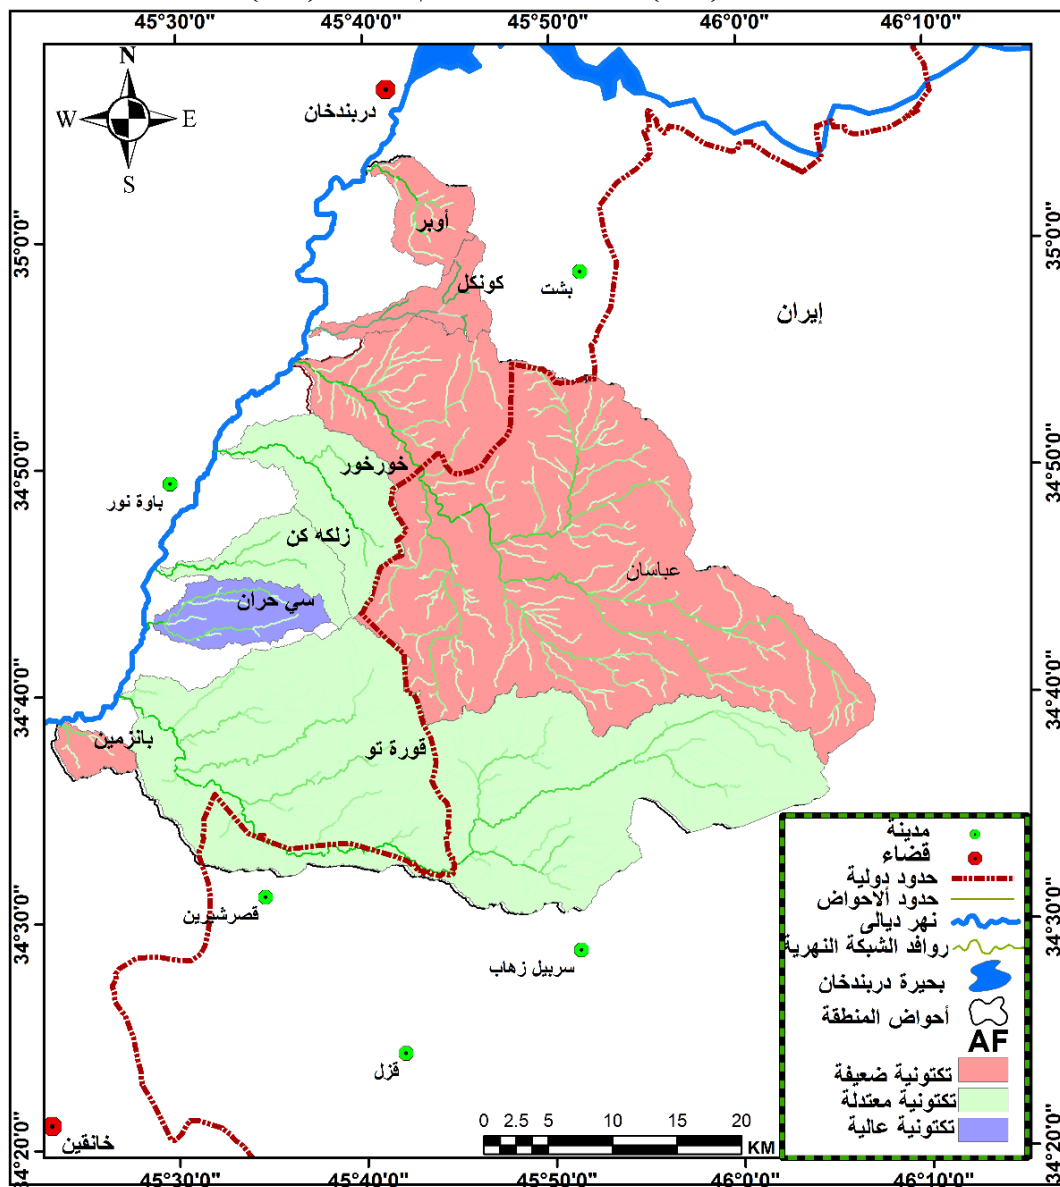 45°30'0" 45°40'0" 45°50'0" 46°0'0" 46°10'0"
N
W E
S
دربندخان
أوبر
35°0'0" 35°0'0"
كونكل
بشت
إيران
خورخور
34°50'0" 34°50'0"
باوة نور
زلكه كن
عباسان
سي حران
34°40'0" 34°40'0"
بانزمين
قورة تو
قصرشيرين
34°30'0" 34°30'0"
سربيل زهاب
قزل
خانقين
34°20'0" 34°20'0"
مدينة
قضاء
حدود دولية
حدود ألاحواض
نهر ديالى
روافد الشبكة النهرية
بحيرة دربندخان
أحواض المنطقة
AF
تكتونية ضعيفة
تكتونية معتدلة
تكتونية عالية
0 2.5 5 10 15 20
KM
45°30'0" 45°40'0" 45°50'0" 46°0'0" 46°10'0"